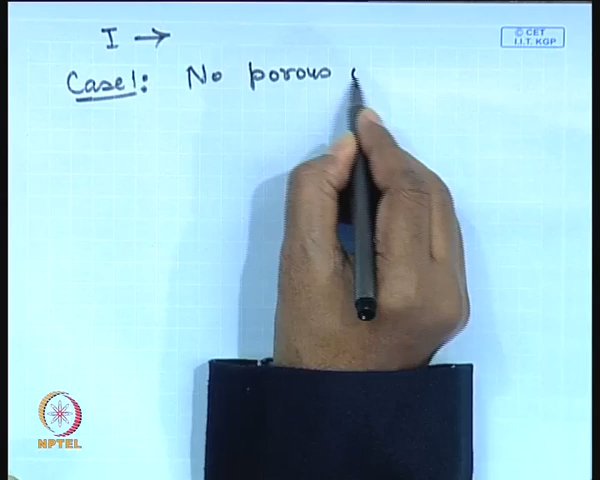 I →
© CET
I.I.T. KGP
Case 1: No porous
NPTEL